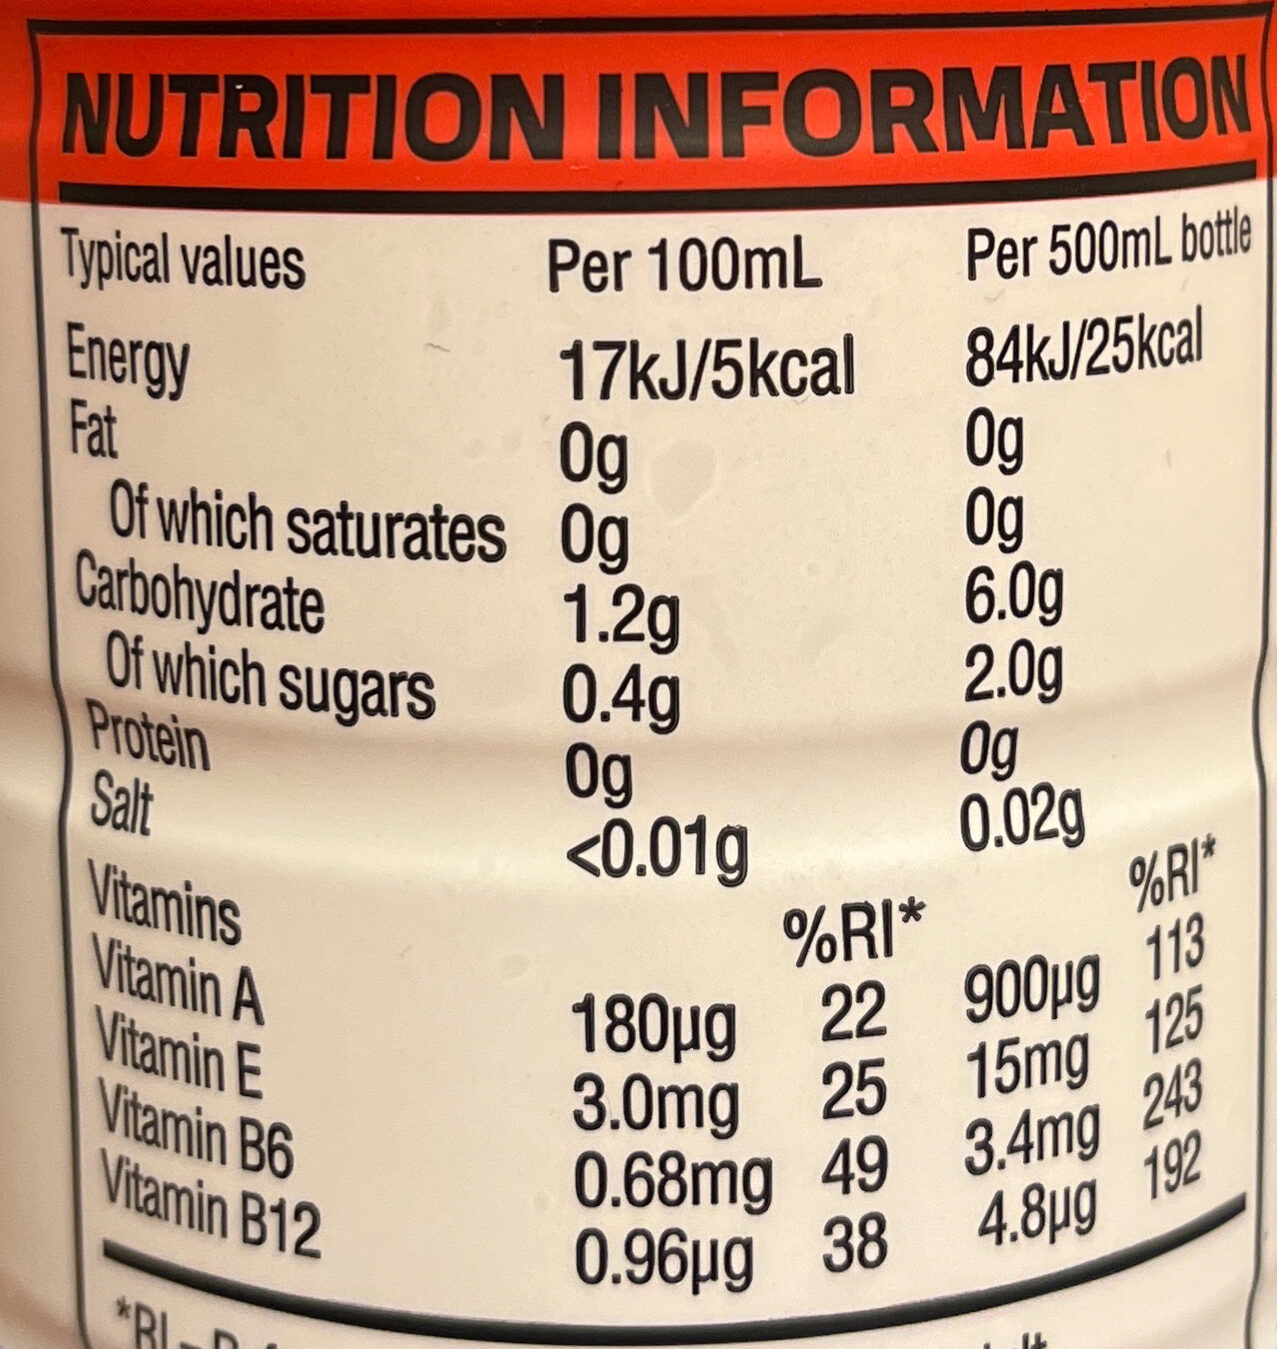 NUTRITION INFORMATION
Typical values Per 100mL Per 500mL bottle
Energy 17kJ/5kcal 84kJ/25kcal
Fat 0g 0g
Of which saturates 0g 0g
Carbohydrate 1.2g 6.0g
Of which sugars 0.4g 2.0g
Protein 0g 0g
Salt <0.01g 0.02g
Vitamins %RI* %RI*
Vitamin A 180µg 22 900µg 113
Vitamin E 3.0mg 25 15mg 125
Vitamin B6 0.68mg 49 3.4mg 243
Vitamin B12 0.96µg 38 4.8µg 192
*RI